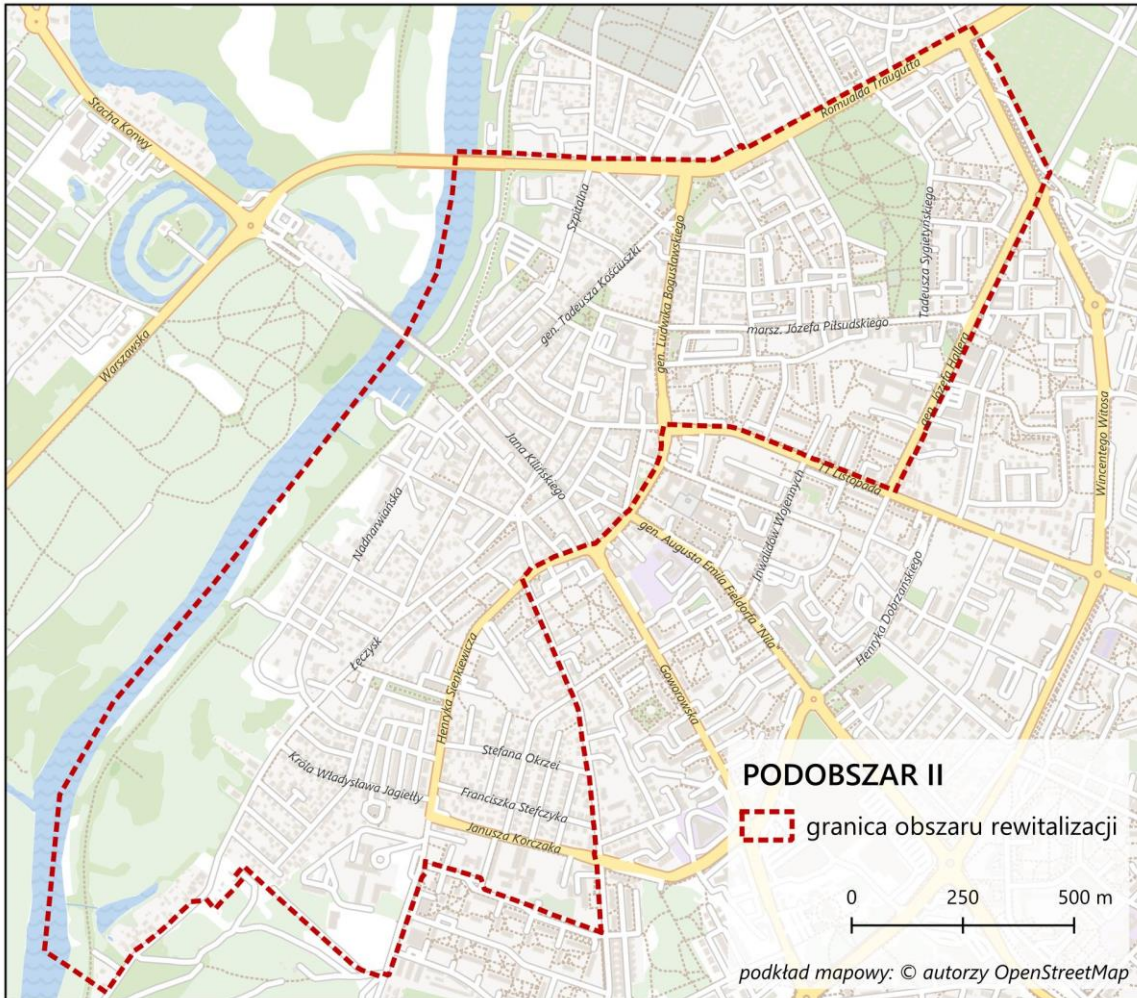 Stacha Konwy
Romualda Traugutta
Szpitalna
gen. Tadeusza Kościuszki
gen. Ludwika Bogusławskiego
Tadeusza Sygietyńskiego
marsz. Józefa Piłsudskiego
Warszawska
gen. Józefa Hallera
Wincentego Witosa
Jana Kilińskiego
11 Listopada
Nadnarwiańska
Inwalidów Wojennych
gen. Augusta Emila Fieldorfa "Nila"
Henryka Dobrzańskiego
Łęczysk
Henryka Sienkiewicza
Goworowska
Stefana Okrzei
Króla Władysława Jagiełły
Franciszka Stefczyka
Janusza Korczaka
PODOBSZAR II
granica obszaru rewitalizacji
0 250 500 m
podkład mapowy: © autorzy OpenStreetMap